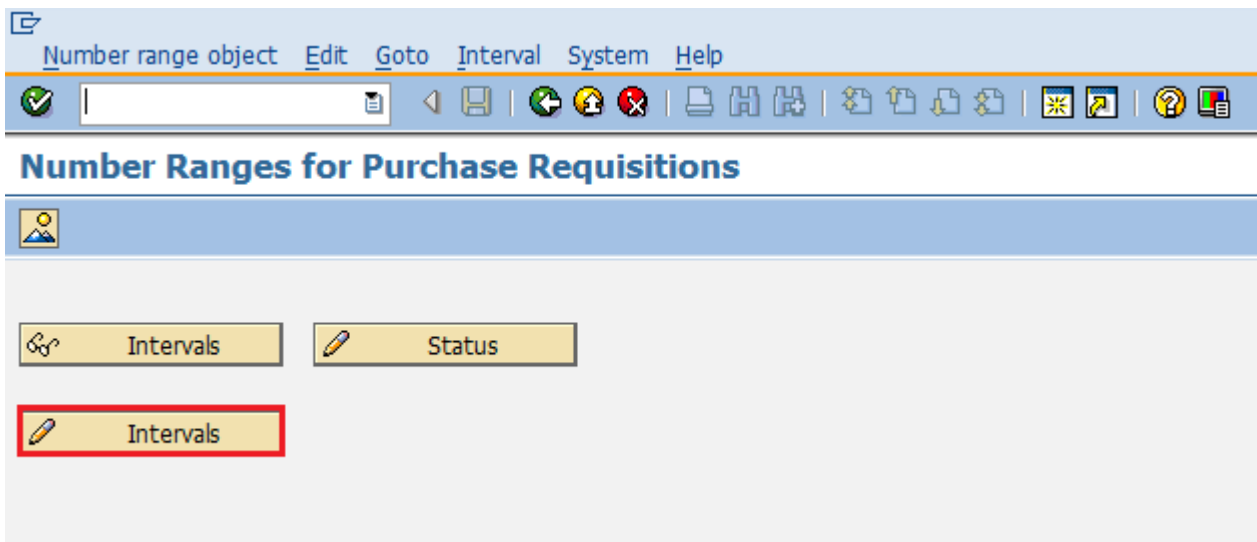 Number range object Edit Goto Interval System Help
Number Ranges for Purchase Requisitions
Intervals Status
Intervals